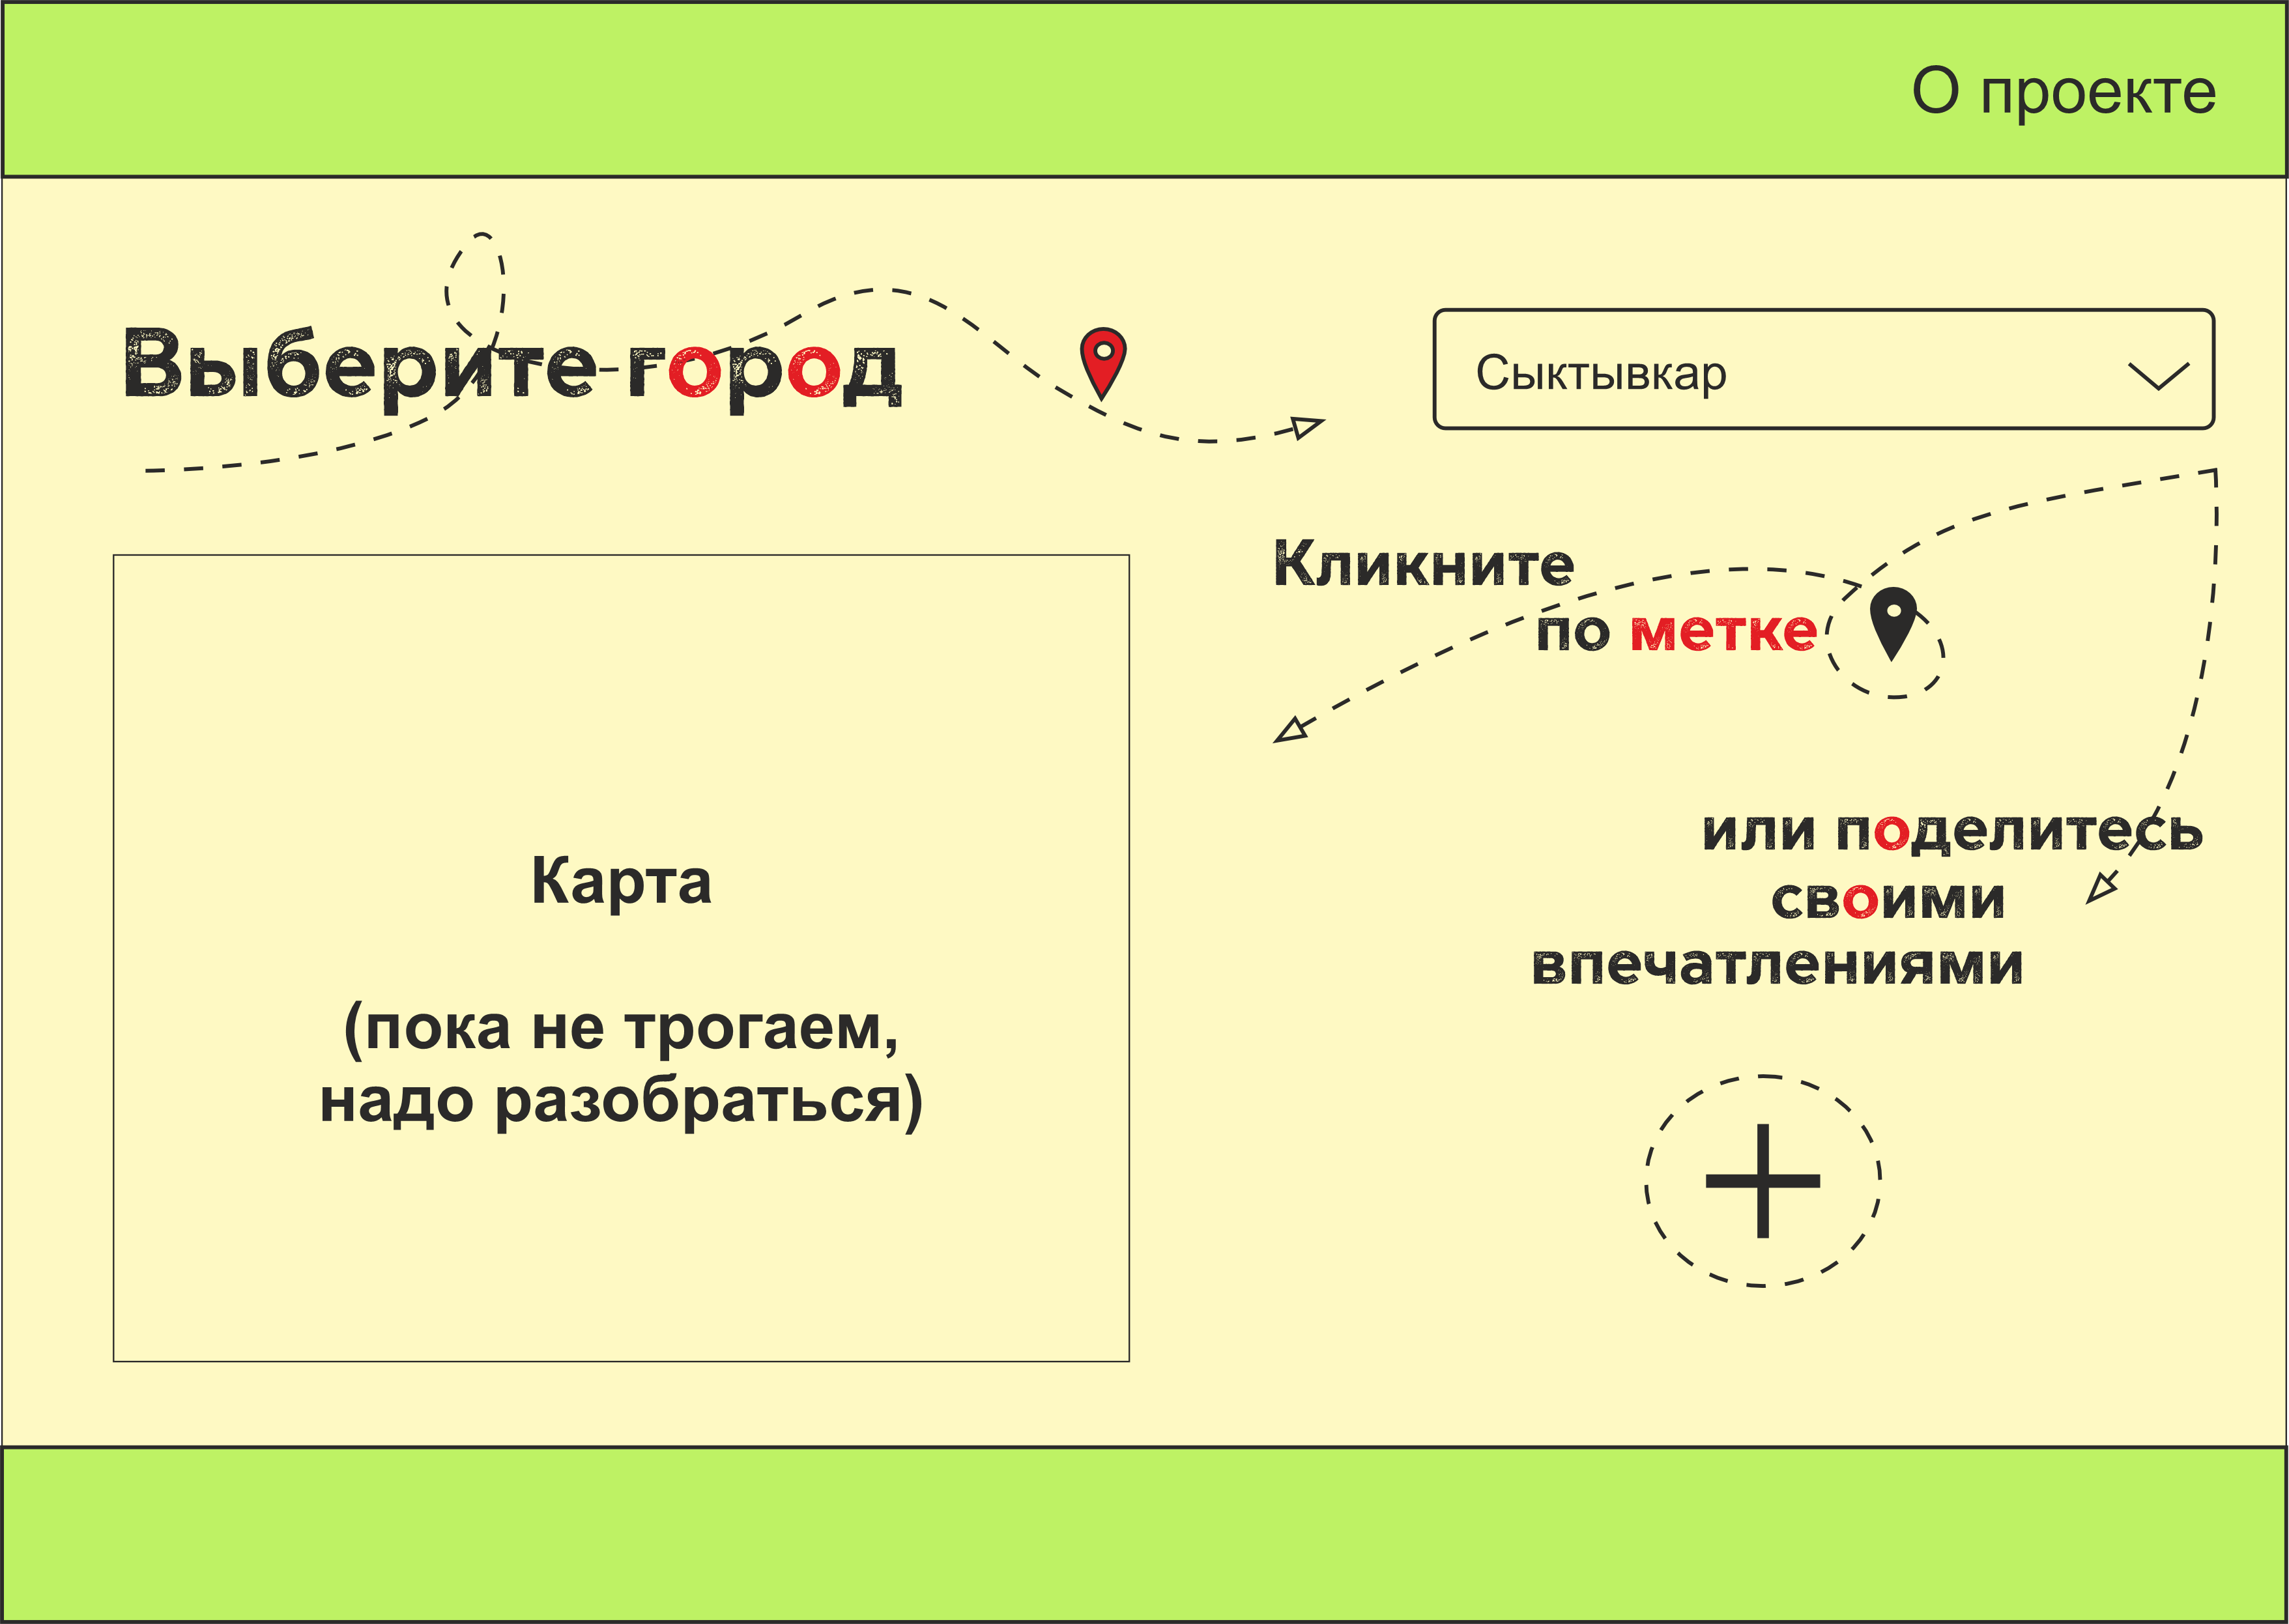 О проекте
Выберите город
Сыктывкар
Кликните
по метке
или поделитесь
своими
впечатлениями
Карта
(пока не трогаем,
надо разобраться)